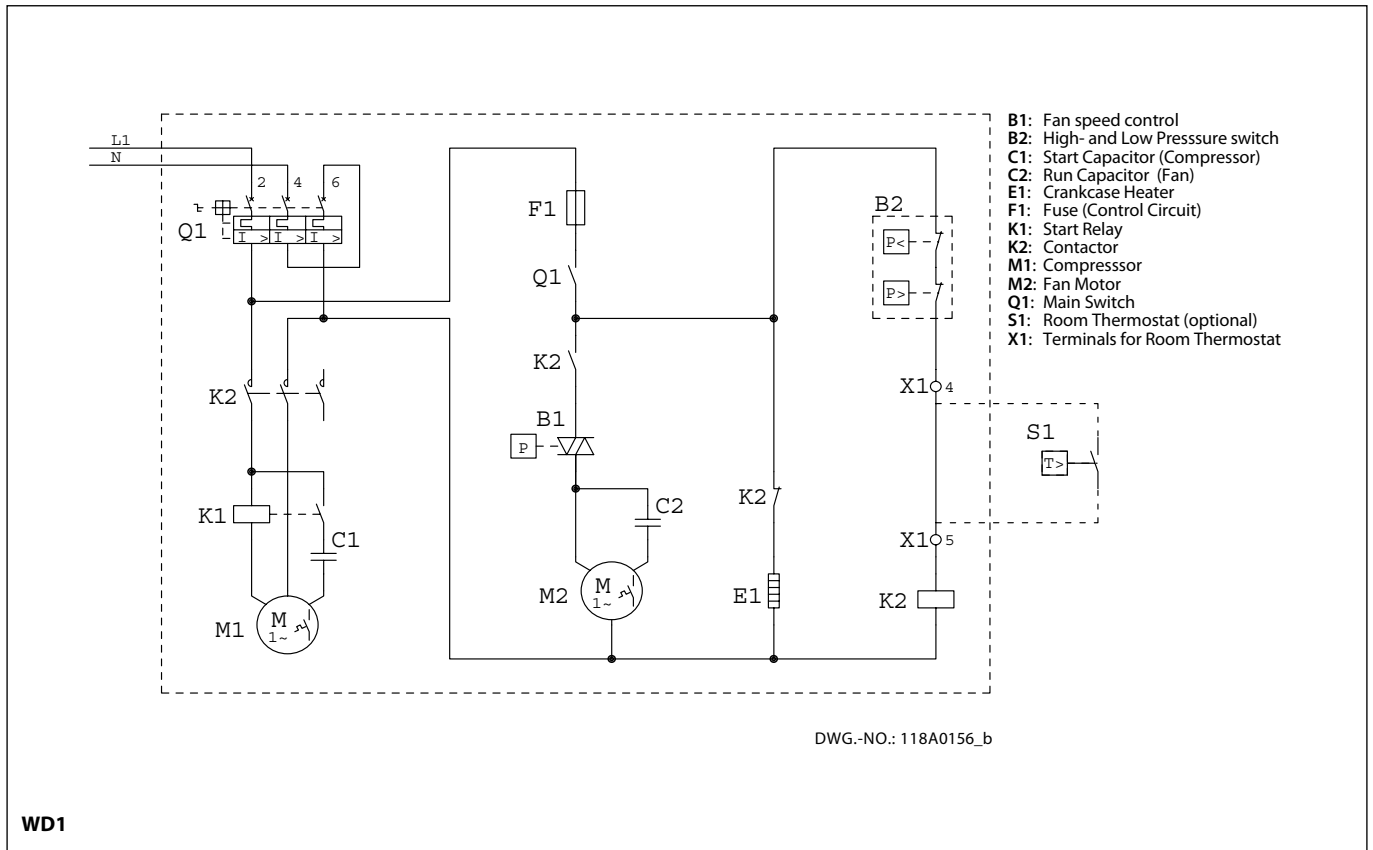 L1
N
2 4 6
Q1
I > I > I >
F1
Q1
K2
B1
P
C2
M2
M
1~
K2
K1
C1
M1
M
1~
K2
E1
B2
P<
P>
X1 4
S1
T>
X1 5
K2
B1: Fan speed control
B2: High- and Low Presssure switch
C1: Start Capacitor (Compressor)
C2: Run Capacitor (Fan)
E1: Crankcase Heater
F1: Fuse (Control Circuit)
K1: Start Relay
K2: Contactor
M1: Compresssor
M2: Fan Motor
Q1: Main Switch
S1: Room Thermostat (optional)
X1: Terminals for Room Thermostat
DWG.-NO.: 118A0156_b
WD1